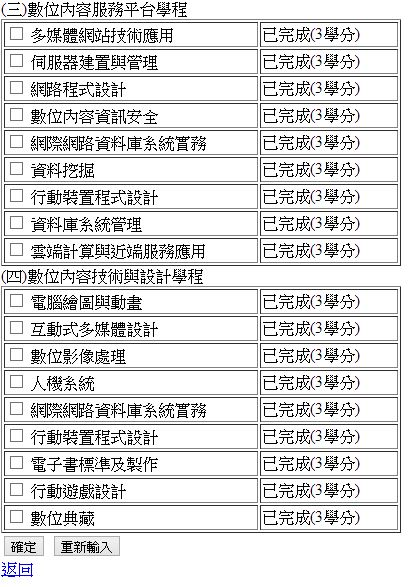 (三)數位內容服務平台學程
多媒體網站技術應用 已完成(3學分)
伺服器建置與管理 已完成(3學分)
網路程式設計 已完成(3學分)
數位內容資訊安全 已完成(3學分)
網際網路資料庫系統實務 已完成(3學分)
資料挖掘 已完成(3學分)
行動裝置程式設計 已完成(3學分)
資料庫系統管理 已完成(3學分)
雲端計算與近端服務應用 已完成(3學分)
(四)數位內容技術與設計學程
電腦繪圖與動畫 已完成(3學分)
互動式多媒體設計 已完成(3學分)
數位影像處理 已完成(3學分)
人機系統 已完成(3學分)
網際網路資料庫系統實務 已完成(3學分)
行動裝置程式設計 已完成(3學分)
電子書標準及製作 已完成(3學分)
行動遊戲設計 已完成(3學分)
數位典藏 已完成(3學分)
確定 重新輸入
返回